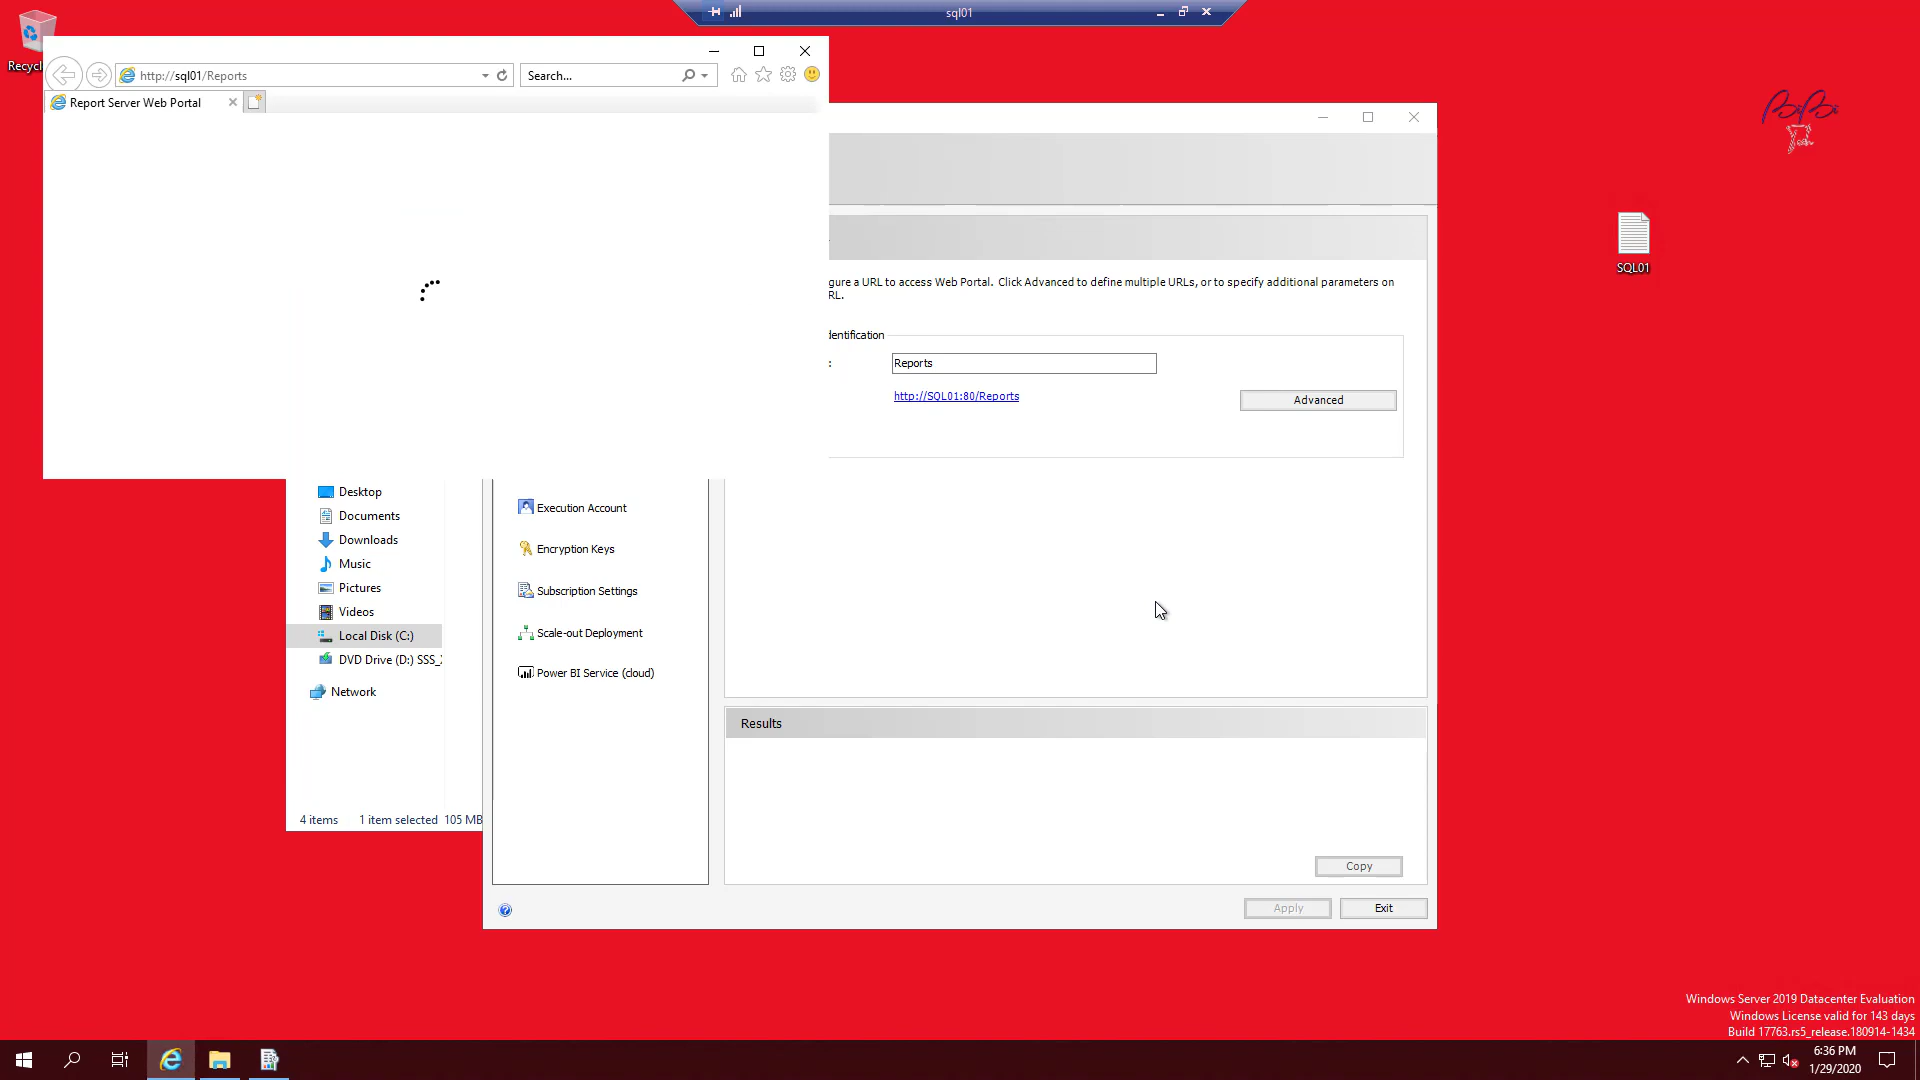 sql01
Recycl
http://sql01/Reports
Search...
Report Server Web Portal
gure a URL to access Web Portal. Click Advanced to define multiple URLs, or to specify additional parameters on
RL.
dentification
:
Reports
http://SQL01:80/Reports
Advanced
SQL01
Desktop
Documents
Downloads
Music
Pictures
Videos
Local Disk (C:)
DVD Drive (D:) SSS_X
Network
4 items 1 item selected 105 MB
Execution Account
Encryption Keys
Subscription Settings
Scale-out Deployment
Power BI Service (cloud)
Results
Copy
Apply
Exit
Windows Server 2019 Datacenter Evaluation
Windows License valid for 143 days
Build 17763.rs5_release.180914-1434
6:36 PM
1/29/2020